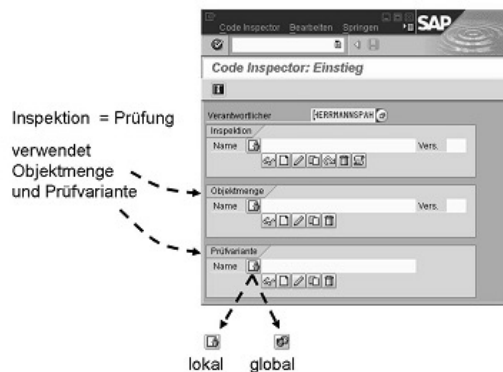 Code Inspector Bearbeiten Springen
SAP
Code Inspector: Einstieg
Verantwortlicher HERRMANNSPAH
Inspektion
Name Vers.
Objektmenge
Name Vers.
Prüfvariante
Name
Inspektion = Prüfung
verwendet
Objektmenge
und Prüfvariante
lokal global